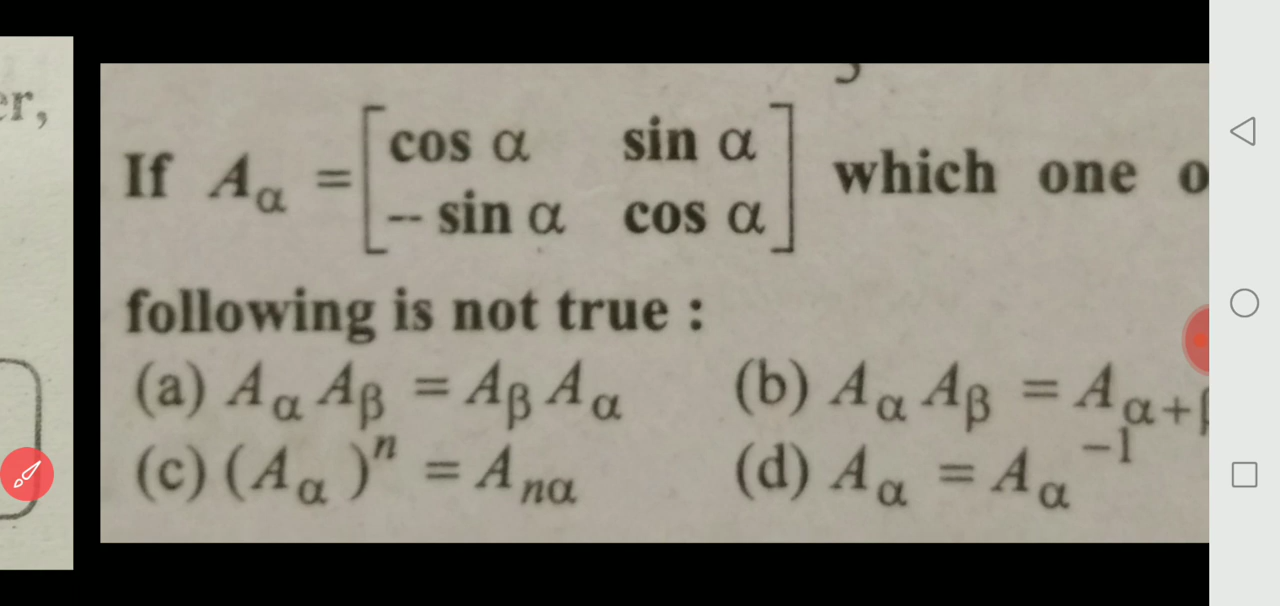 er,
If A_α = [cos α sin α
– sin α cos α] which one o
following is not true :
(a) A_α A_β = A_β A_α (b) A_α A_β = A_α+β
(c) (A_α )^n = A_nα (d) A_α = A_α^–1